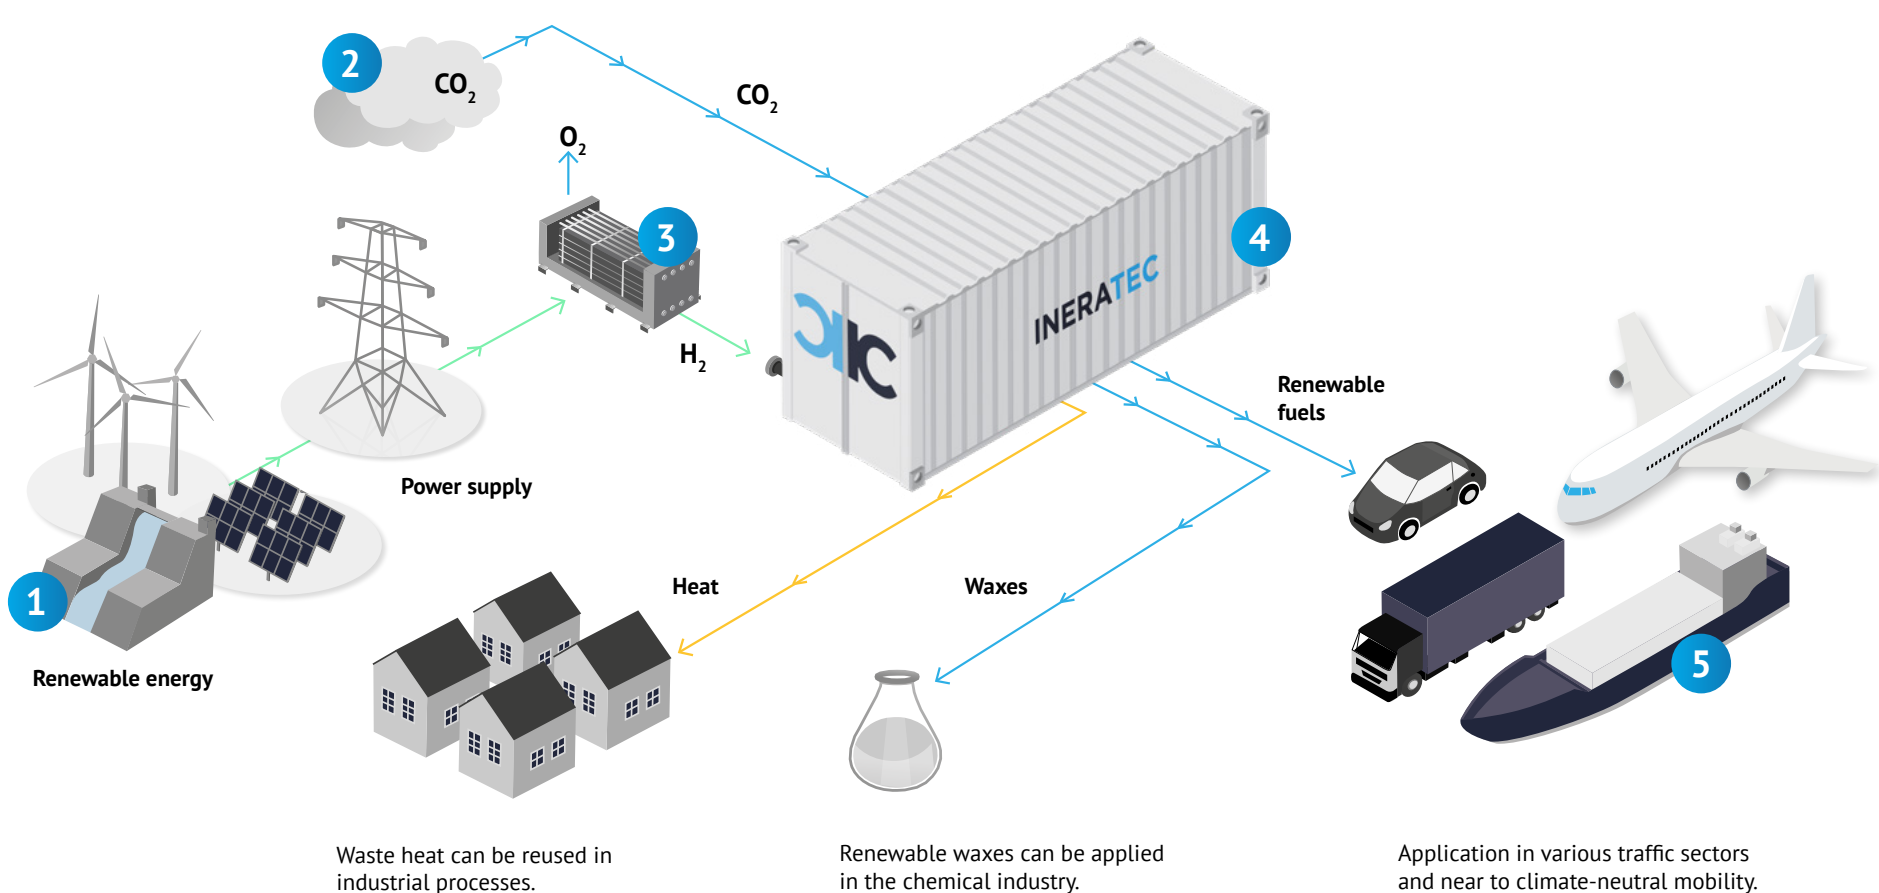 2
CO₂
CO₂
O₂
3
4
INERATEC
H₂
Renewable
fuels
Power supply
1
Heat
Waxes
5
Renewable energy
Waste heat can be reused in
industrial processes.
Renewable waxes can be applied
in the chemical industry.
Application in various traffic sectors
and near to climate-neutral mobility.